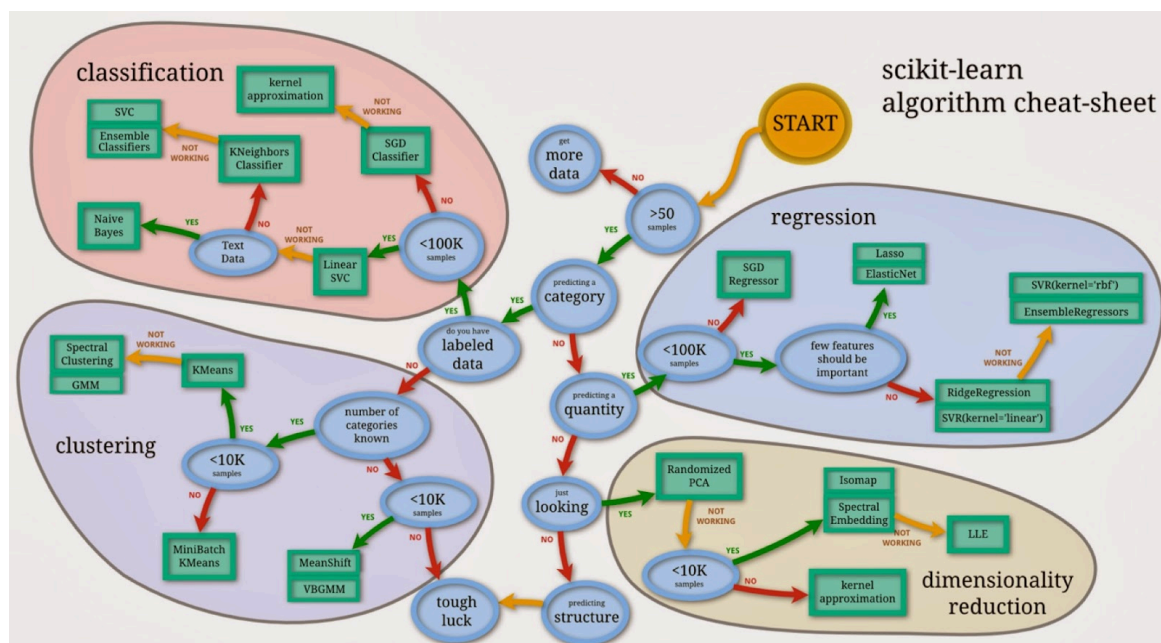 scikit-learn
algorithm cheat-sheet
START
get
more
data
NO
>50
samples
YES
predicting a
category
YES
NO
do you have
labeled
data
YES
NO
predicting a
quantity
YES
NO
just
looking
YES
NO
predicting
structure
tough
luck
classification
kernel
approximation
NOT
WORKING
SVC
Ensemble
Classifiers
NOT
WORKING
KNeighbors
Classifier
SGD
Classifier
NO
NO
<100K
samples
YES
Naive
Bayes
YES
Text
Data
NOT
WORKING
Linear
SVC
regression
SGD
Regressor
NO
Lasso
ElasticNet
YES
SVR(kernel='rbf')
EnsembleRegressors
<100K
samples
YES
few features
should be
important
NOT
WORKING
NO
RidgeRegression
SVR(kernel='linear')
clustering
Spectral
Clustering
GMM
NOT
WORKING
KMeans
YES
number of
categories
known
YES
NO
<10K
samples
NO
MiniBatch
KMeans
<10K
samples
YES
NO
MeanShift
VBGMM
dimensionality
reduction
Randomized
PCA
NOT
WORKING
Isomap
Spectral
Embedding
NOT
WORKING
LLE
<10K
samples
YES
NO
kernel
approximation